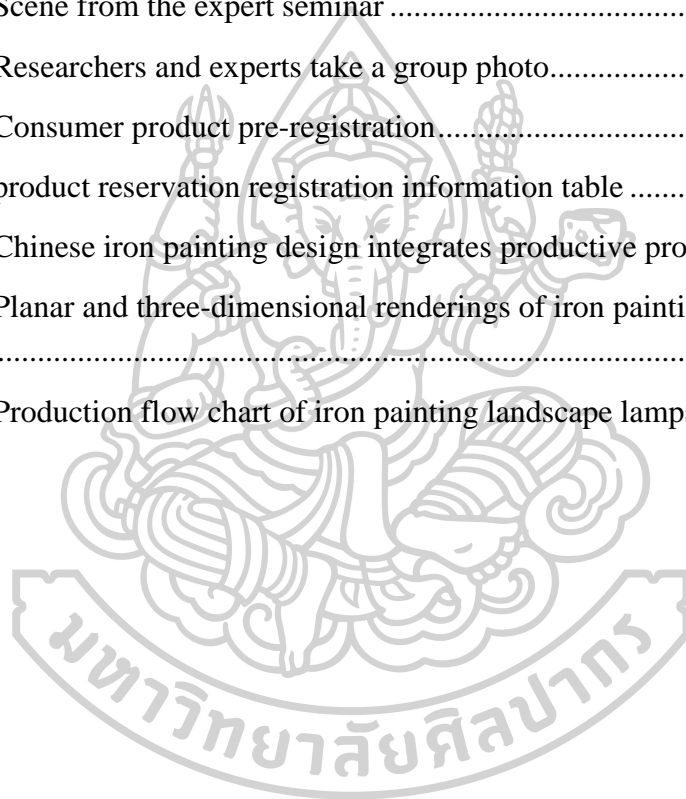 Scene from the expert seminar ..................................
Researchers and experts take a group photo................
Consumer product pre-registration.............................
product reservation registration information table .......
Chinese iron painting design integrates productive pro
Planar and three-dimensional renderings of iron painti
.....................................................................................
Production flow chart of iron painting landscape lamp
มหาวิทยาลัยศิลปากร